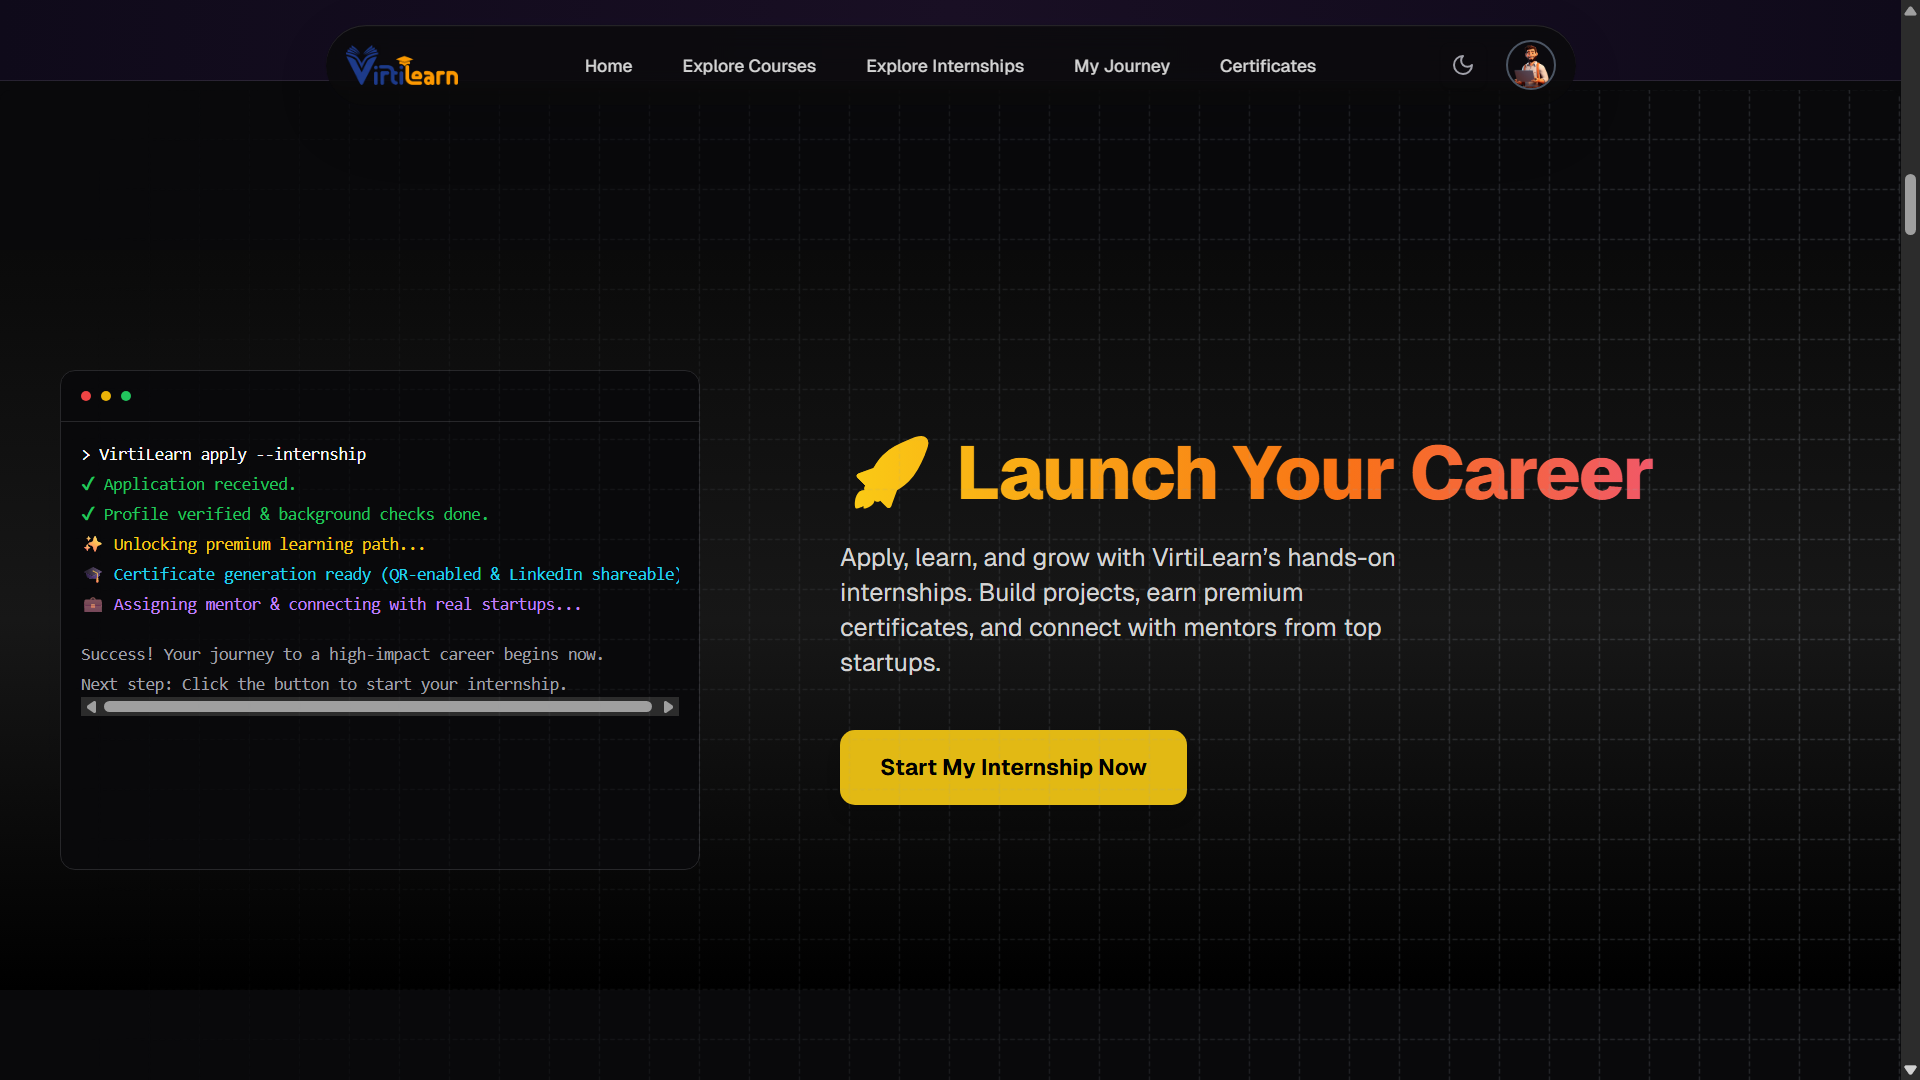 VirtiLearn
Home
Explore Courses
Explore Internships
My Journey
Certificates
> VirtiLearn apply --internship
✓ Application received.
✓ Profile verified & background checks done.
✨ Unlocking premium learning path...
🎓 Certificate generation ready (QR-enabled & LinkedIn shareable)
💼 Assigning mentor & connecting with real startups...
Success! Your journey to a high-impact career begins now.
Next step: Click the button to start your internship.
🚀 Launch Your Career
Apply, learn, and grow with VirtiLearn’s hands-on
internships. Build projects, earn premium
certificates, and connect with mentors from top
startups.
Start My Internship Now